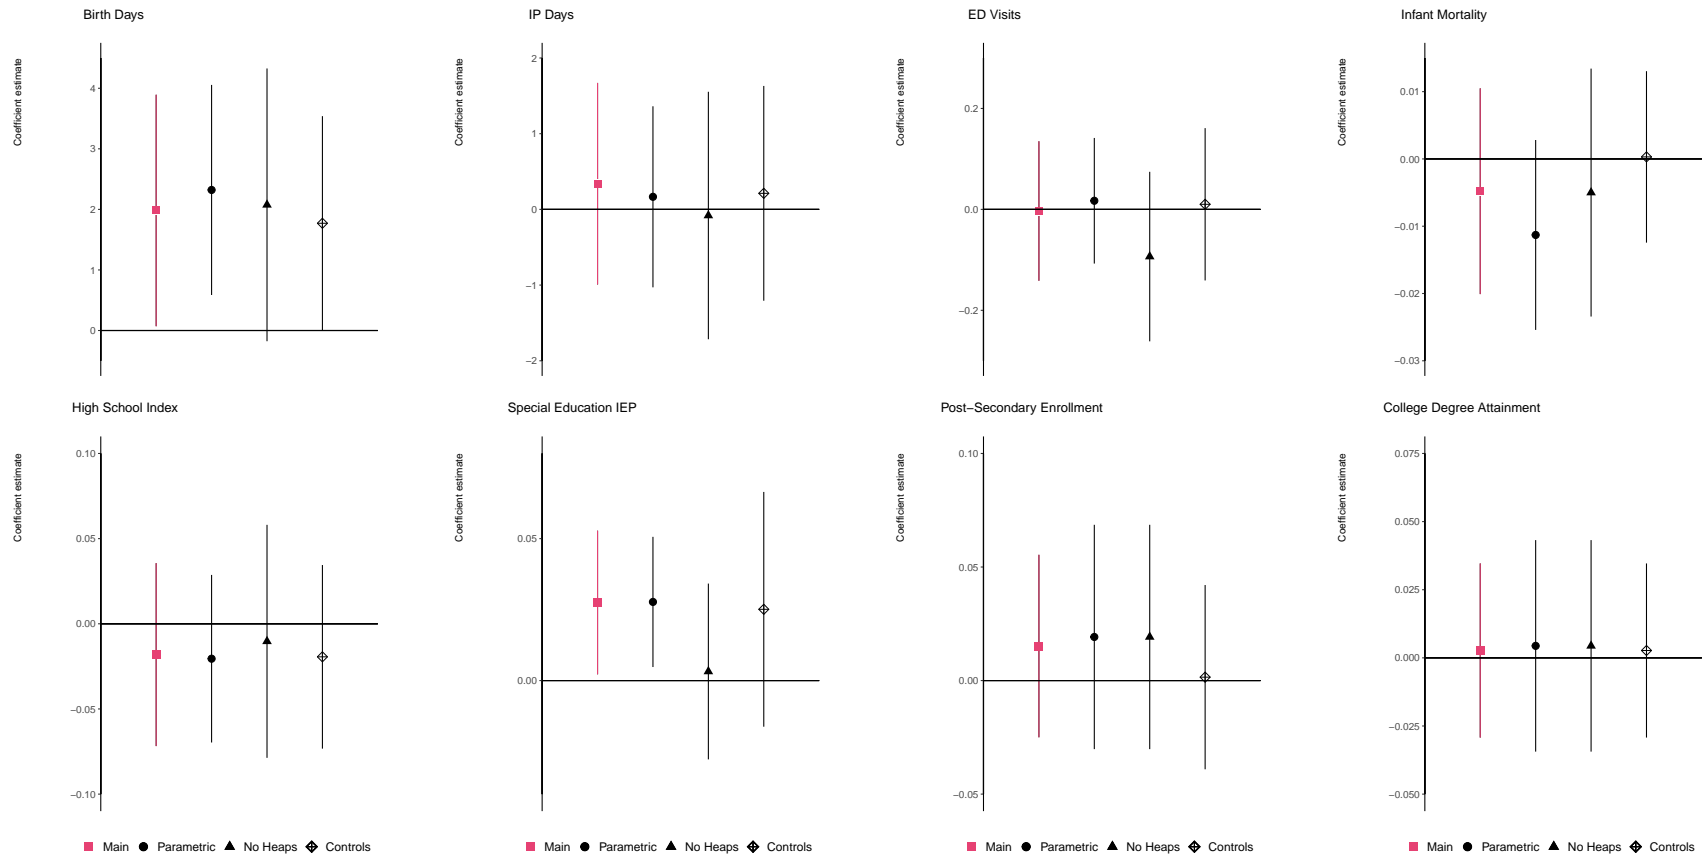 Birth Days
IP Days
ED Visits
Infant Mortality
Coefficient estimate
4
3
2
1
0
Coefficient estimate
2
1
0
−1
−2
Coefficient estimate
0.2
0.0
−0.2
Coefficient estimate
0.01
0.00
−0.01
−0.02
−0.03
High School Index
Special Education IEP
Post−Secondary Enrollment
College Degree Attainment
Coefficient estimate
0.10
0.05
0.00
−0.05
−0.10
Coefficient estimate
0.05
0.00
Coefficient estimate
0.10
0.05
0.00
−0.05
Coefficient estimate
0.075
0.050
0.025
0.000
−0.025
−0.050
Main Parametric No Heaps Controls
Main Parametric No Heaps Controls
Main Parametric No Heaps Controls
Main Parametric No Heaps Controls